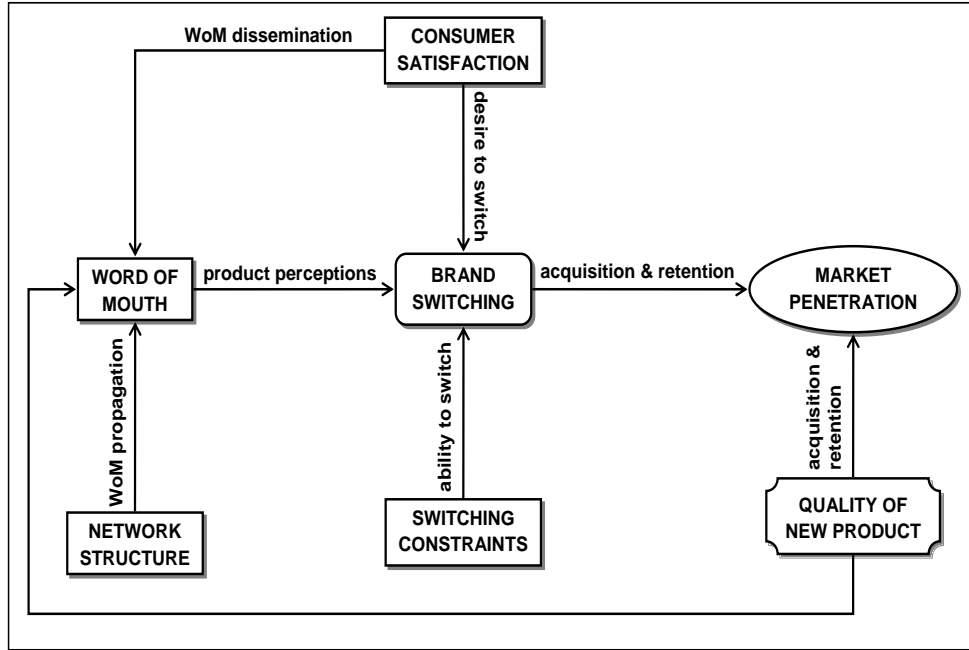 WoM dissemination
CONSUMER
SATISFACTION
desire to switch
WORD OF
MOUTH
product perceptions
BRAND
SWITCHING
acquisition & retention
MARKET
PENETRATION
WoM propagation
ability to switch
acquisition &
retention
NETWORK
STRUCTURE
SWITCHING
CONSTRAINTS
QUALITY OF
NEW PRODUCT